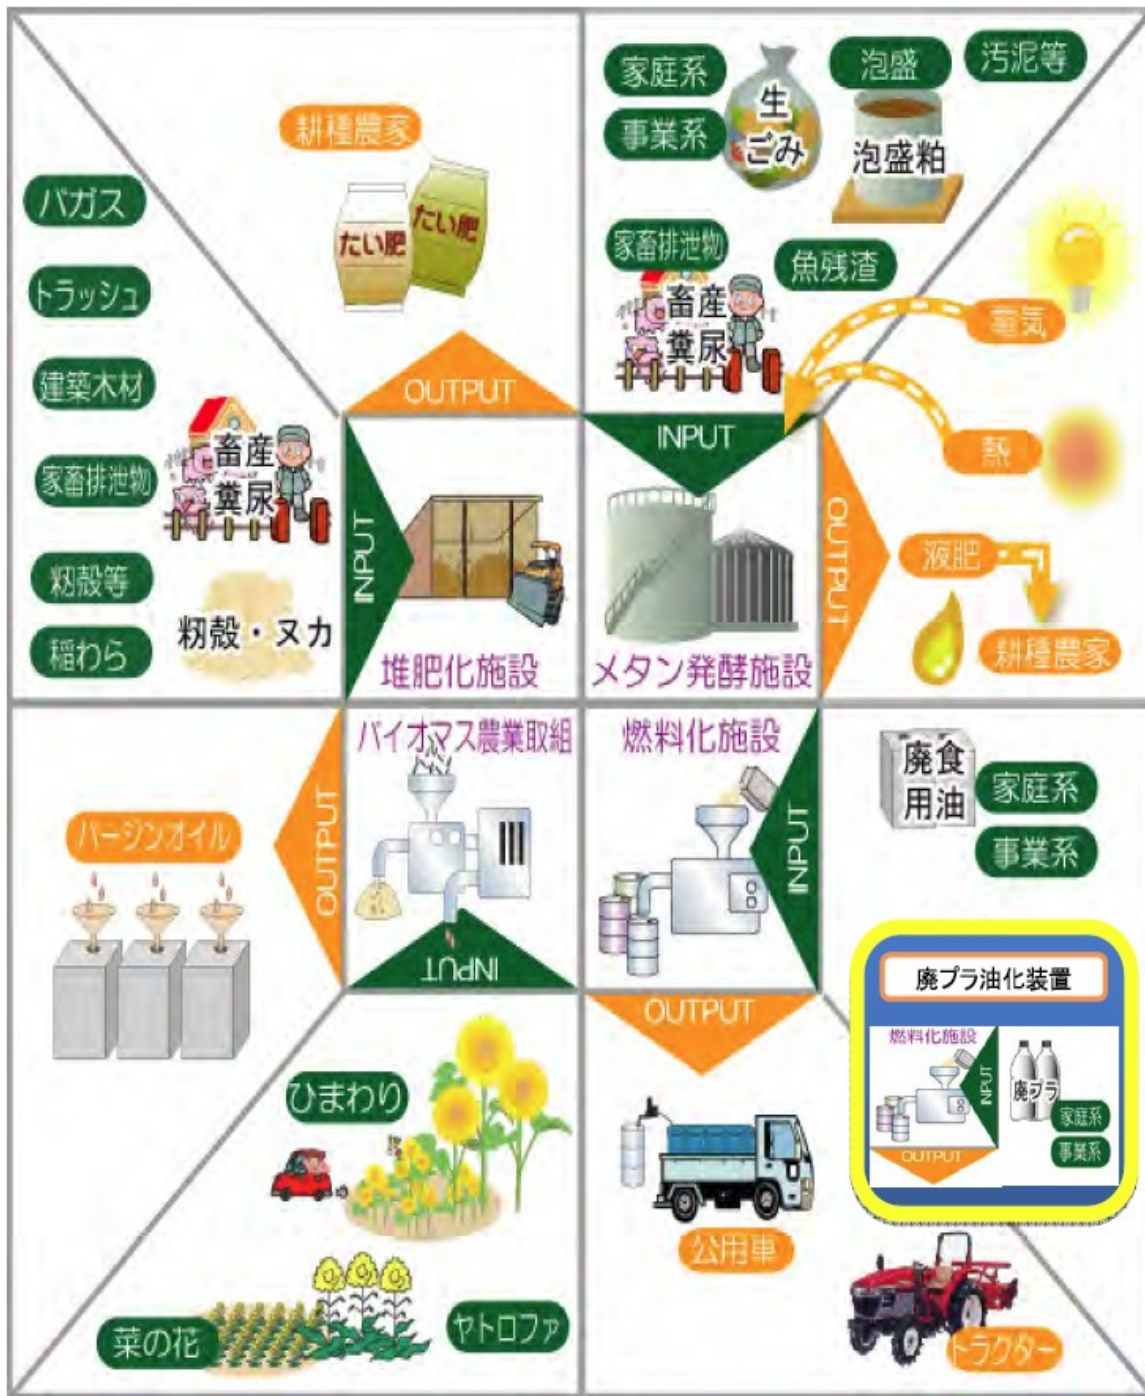 耕種農家
たい肥
たい肥
OUTPUT
バガス
トラッシュ
建築木材
家畜排泄物
畜産
糞尿
籾殻等
稲わら
籾殻・ヌカ
INPUT
堆肥化施設
家庭系
事業系
生
ごみ
泡盛
泡盛粕
汚泥等
家畜排泄物
畜産
糞尿
魚残渣
INPUT
メタン発酵施設
OUTPUT
電気
熱
液肥
耕種農家
バイオマス農業取組
OUTPUT
バージンオイル
INPUT
ひまわり
菜の花
ヤトロファ
燃料化施設
INPUT
廃食
用油
家庭系
事業系
OUTPUT
公用車
トラクター
廃プラ油化装置
燃料化施設
INPUT
廃プラ
家庭系
事業系
OUTPUT